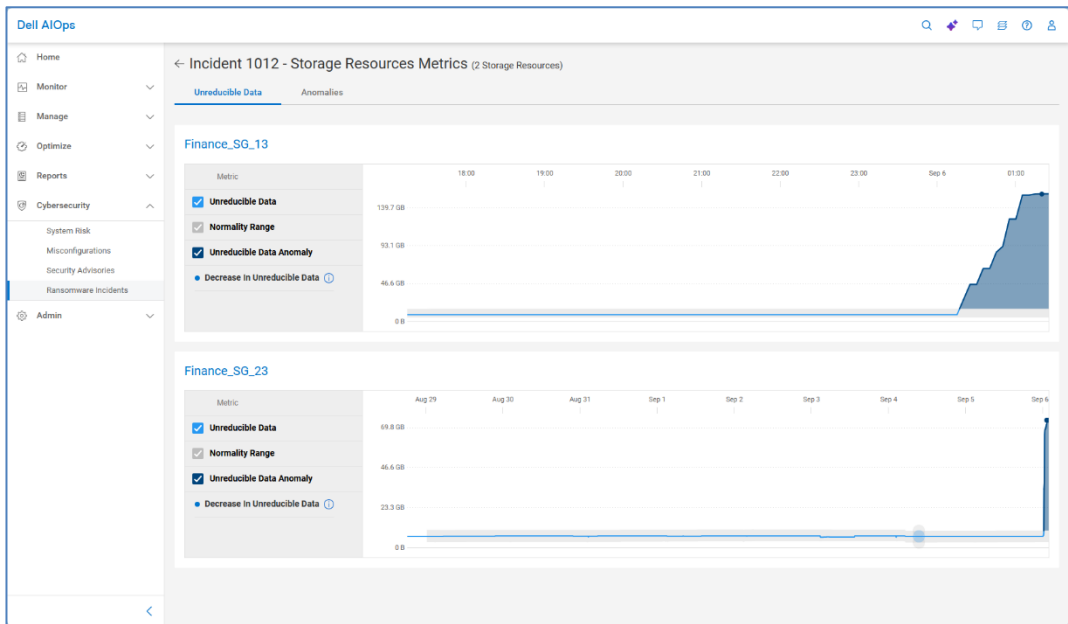 Dell AIOps
Home
Monitor
Manage
Optimize
Reports
Cybersecurity
System Risk
Misconfigurations
Security Advisories
Ransomware Incidents
Admin
← Incident 1012 - Storage Resources Metrics (2 Storage Resources)
Unreducible Data Anomalies
Finance_SG_13
Metric
Unreducible Data
Normality Range
Unreducible Data Anomaly
Decrease In Unreducible Data
18:00 19:00 20:00 21:00 22:00 23:00 Sep 6 01:00
139.7 GB
93.1 GB
46.6 GB
0 B
Finance_SG_23
Metric
Unreducible Data
Normality Range
Unreducible Data Anomaly
Decrease In Unreducible Data
Aug 29 Aug 30 Aug 31 Sep 1 Sep 2 Sep 3 Sep 4 Sep 5 Sep 6
69.8 GB
46.6 GB
23.3 GB
0 B